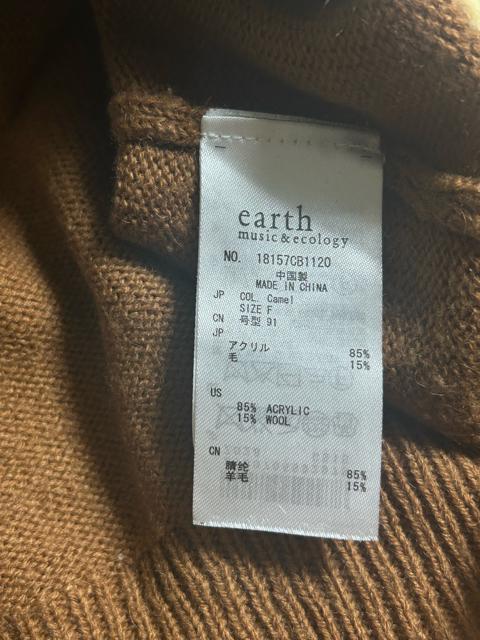 earth
music&ecology
NO. 18157CB1120
中国製
MADE IN CHINA
JP COL. Camel
SIZE F
CN 号型 91
JP
アクリル 85%
毛 15%
US
85% ACRYLIC
15% WOOL
CN
腈纶 85%
羊毛 15%